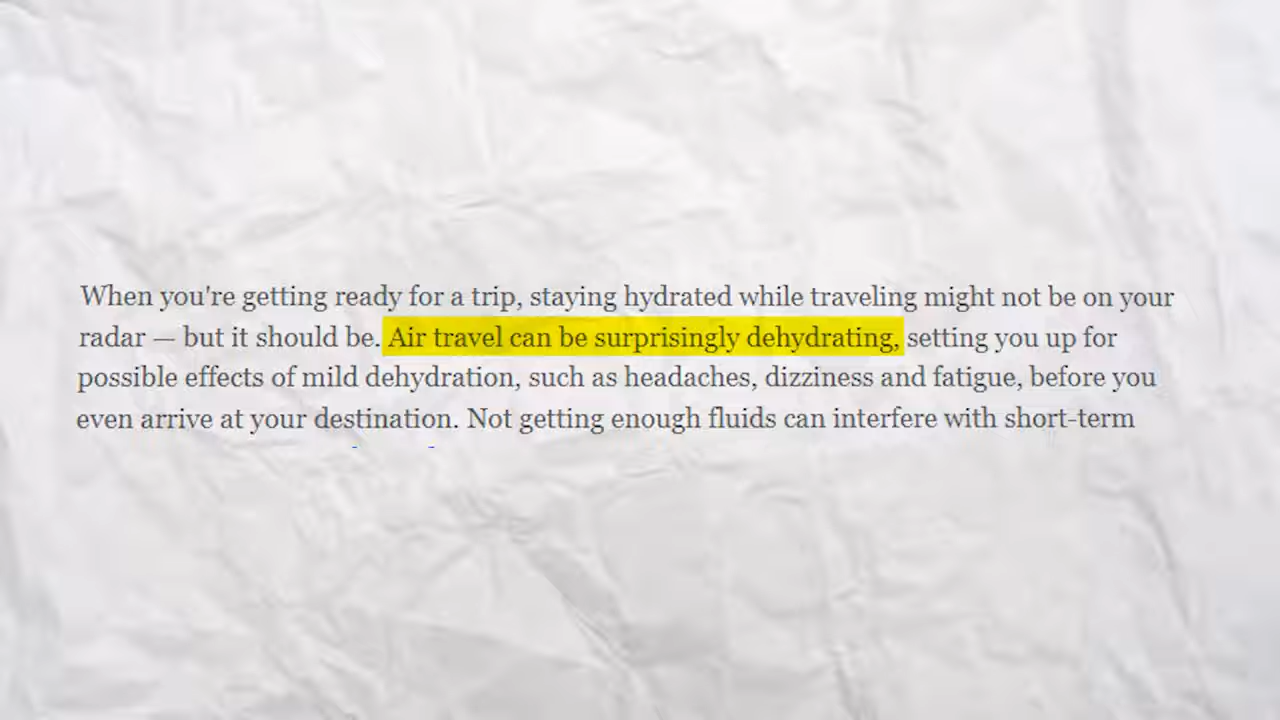 When you're getting ready for a trip, staying hydrated while traveling might not be on your
radar — but it should be. Air travel can be surprisingly dehydrating, setting you up for
possible effects of mild dehydration, such as headaches, dizziness and fatigue, before you
even arrive at your destination. Not getting enough fluids can interfere with short-term